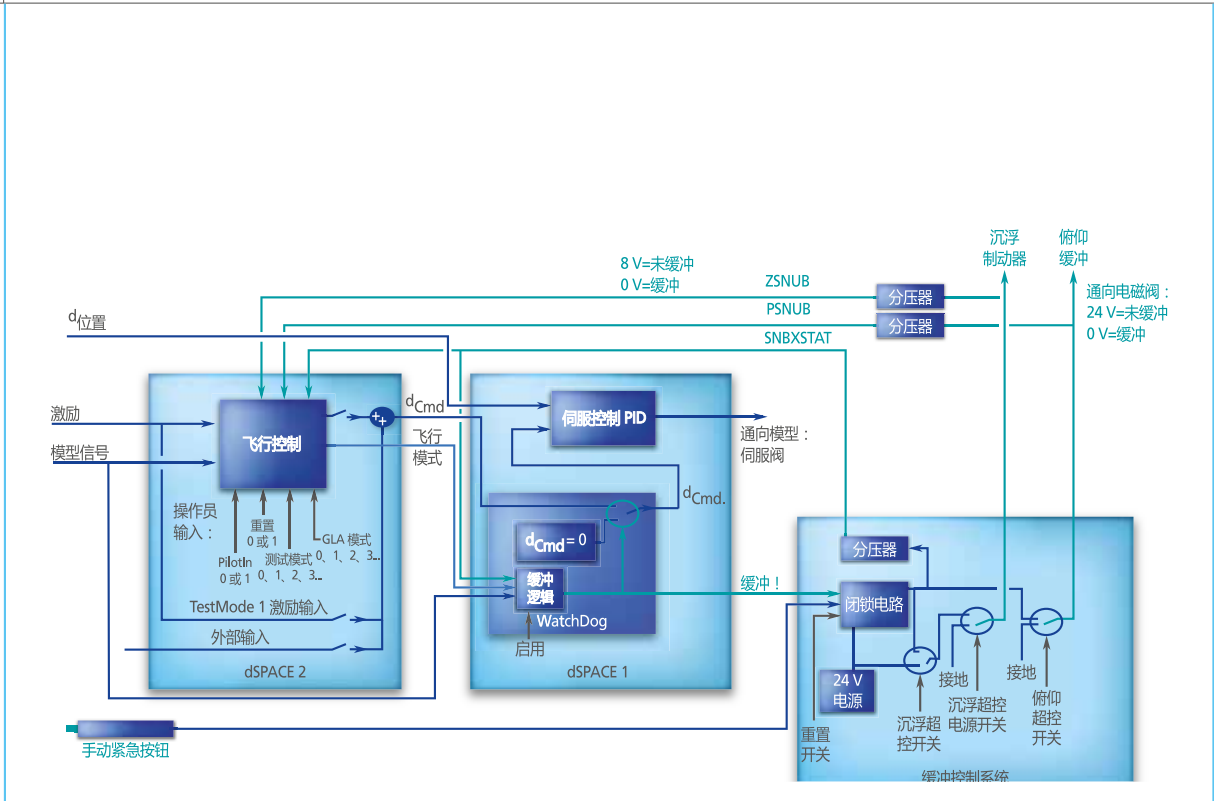 沉浮
制动器
俯仰
缓冲
8 V=未缓冲
0 V=缓冲
ZSNUB
分压器
通向电磁阀：
24 V=未缓冲
0 V=缓冲
PSNUB
分压器
d位置
SNBXSTAT
激励
模型信号
飞行控制
++
dCmd
飞行
模式
伺服控制 PID
通向模型：
伺服阀
dCmd.
操作员
输入：
PilotIn
0 或 1
重置
0 或 1
测试模式
0、1、2、3...
GLA 模式
0、1、2、3...
dCmd= 0
缓冲
逻辑
WatchDog
启用
TestMode 1 激励输入
外部输入
dSPACE 2
dSPACE 1
缓冲！
分压器
闭锁电路
24 V
电源
接地
接地
重置
开关
沉浮超
控开关
沉浮超控
电源开关
俯仰
超控
开关
手动紧急按钮
缓冲控制系统